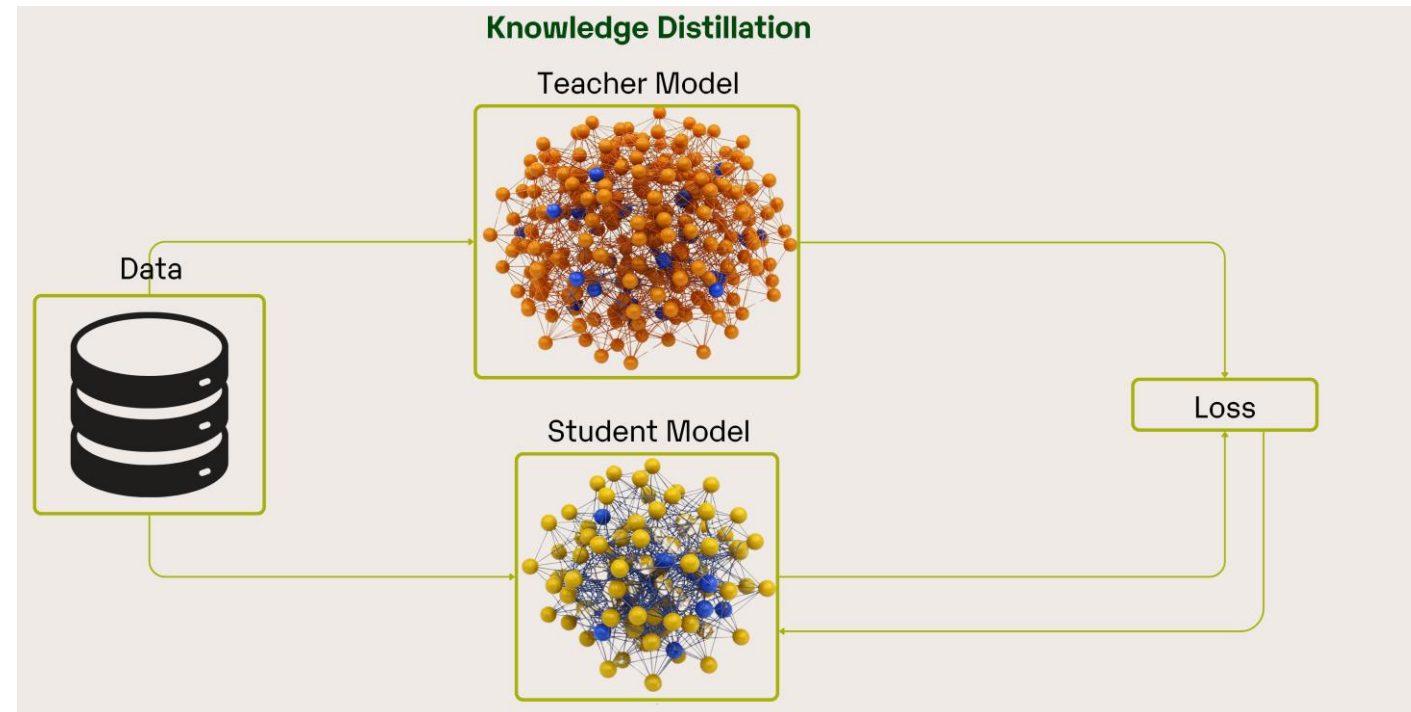 Knowledge Distillation
Teacher Model
Data
Loss
Student Model